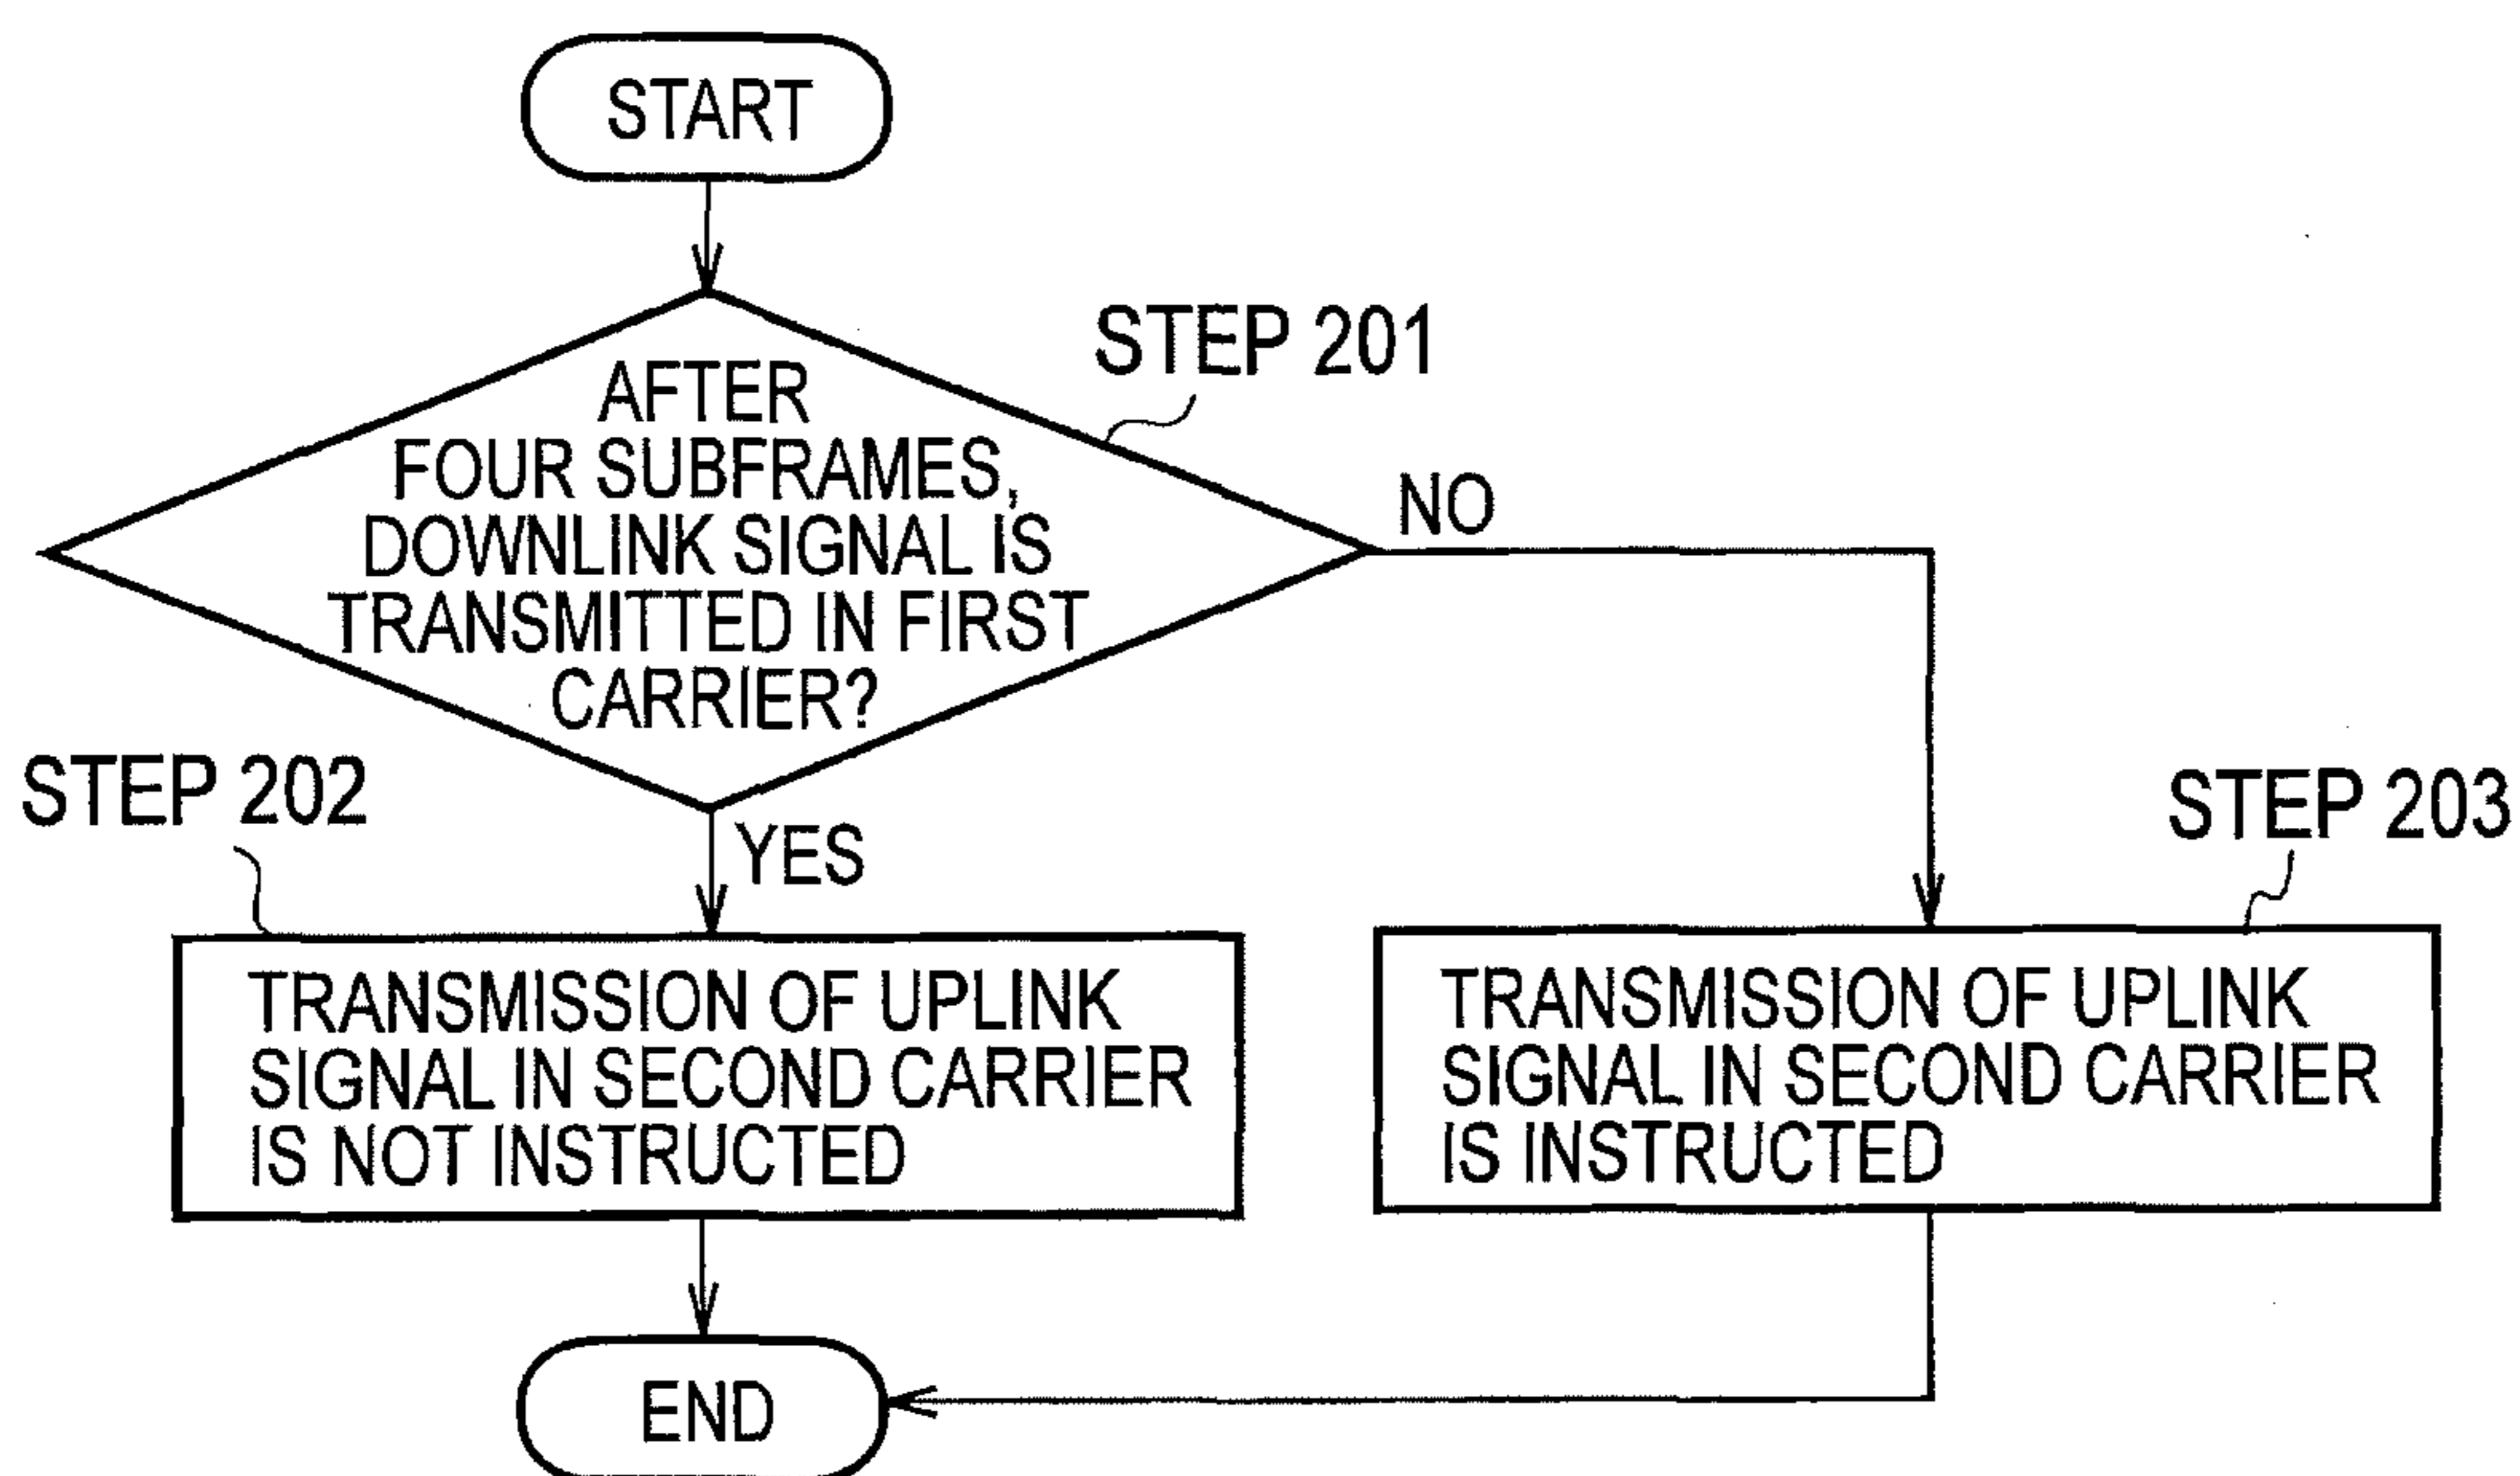 START
STEP 201
AFTER
FOUR SUBFRAMES,
DOWNLINK SIGNAL IS
TRANSMITTED IN FIRST
CARRIER?
NO
STEP 202
YES
STEP 203
TRANSMISSION OF UPLINK
SIGNAL IN SECOND CARRIER
IS NOT INSTRUCTED
TRANSMISSION OF UPLINK
SIGNAL IN SECOND CARRIER
IS INSTRUCTED
END